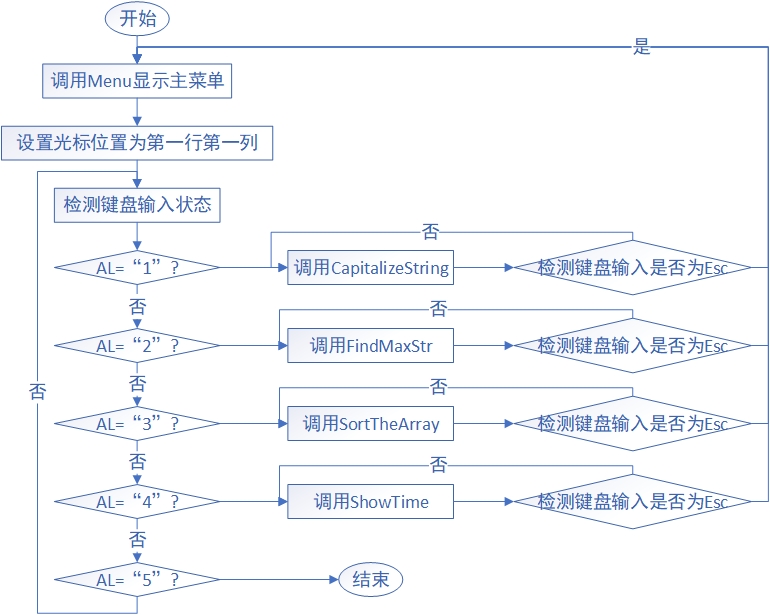 开始
是
调用Menu显示主菜单
设置光标位置为第一行第一列
检测键盘输入状态
否
AL=“1”?
调用CapitalizeString
检测键盘输入是否为Esc
否
否
AL=“2”?
调用FindMaxStr
检测键盘输入是否为Esc
否
否
否
AL=“3”?
调用SortTheArray
检测键盘输入是否为Esc
否
否
AL=“4”?
调用ShowTime
检测键盘输入是否为Esc
否
AL=“5”?
结束